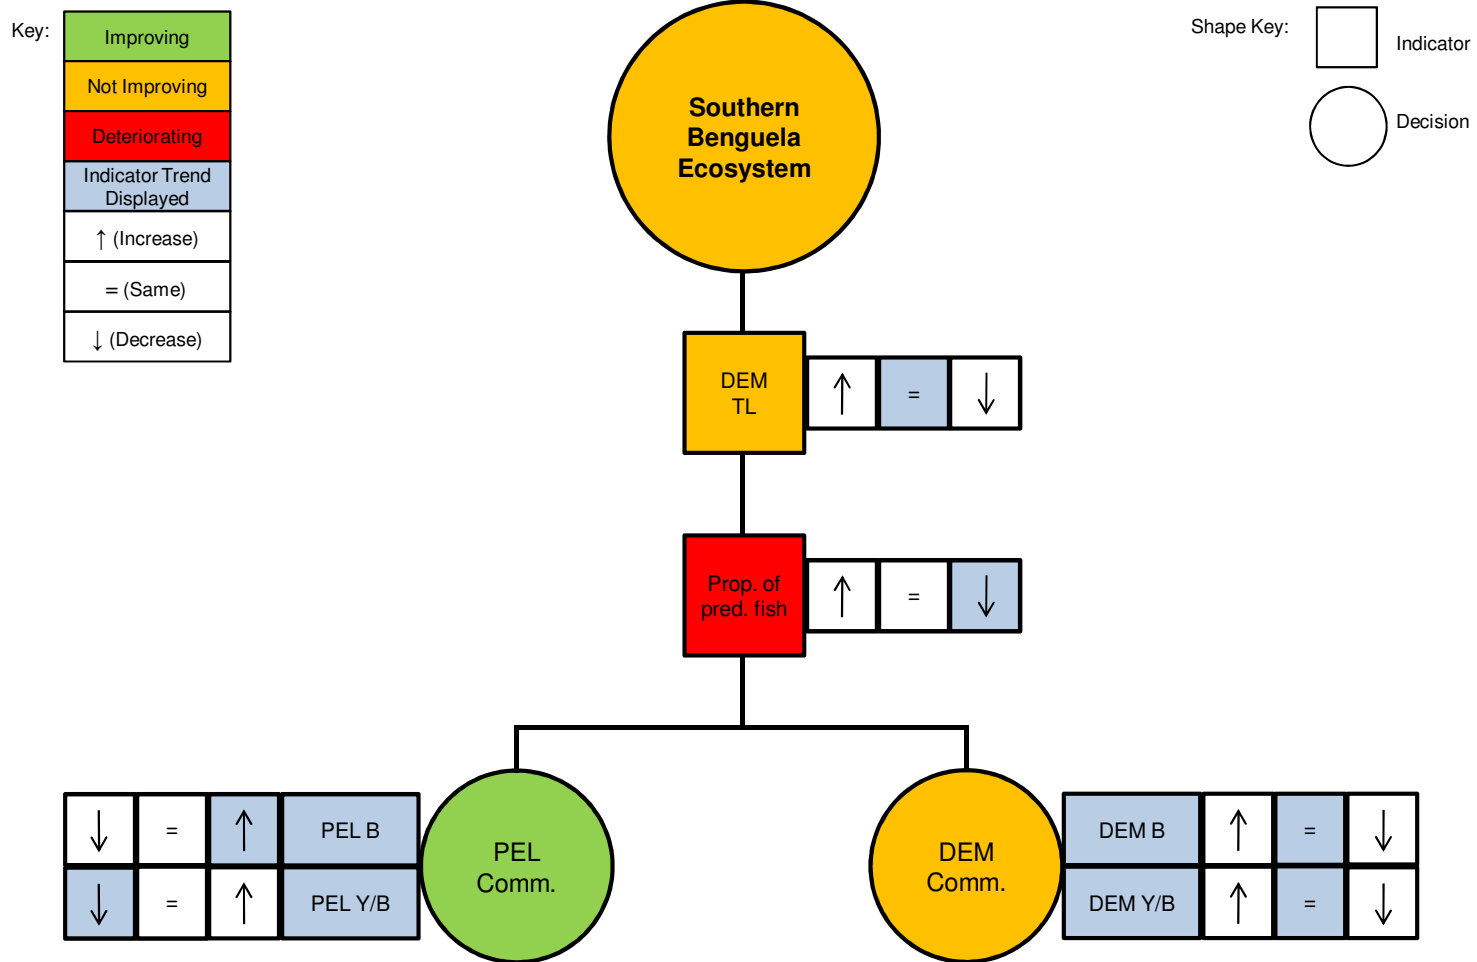 Key:
Improving
Not Improving
Deteriorating
Indicator Trend
Displayed
↑ (Increase)
= (Same)
↓ (Decrease)
Southern
Benguela
Ecosystem
Shape Key:
Indicator
Decision
DEM
TL
↑ = ↓
Prop. of
pred. fish
↑ = ↓
↓ = ↑ PEL B
↓ = ↑ PEL Y/B
PEL
Comm.
DEM
Comm.
DEM B ↑ = ↓
DEM Y/B ↑ = ↓